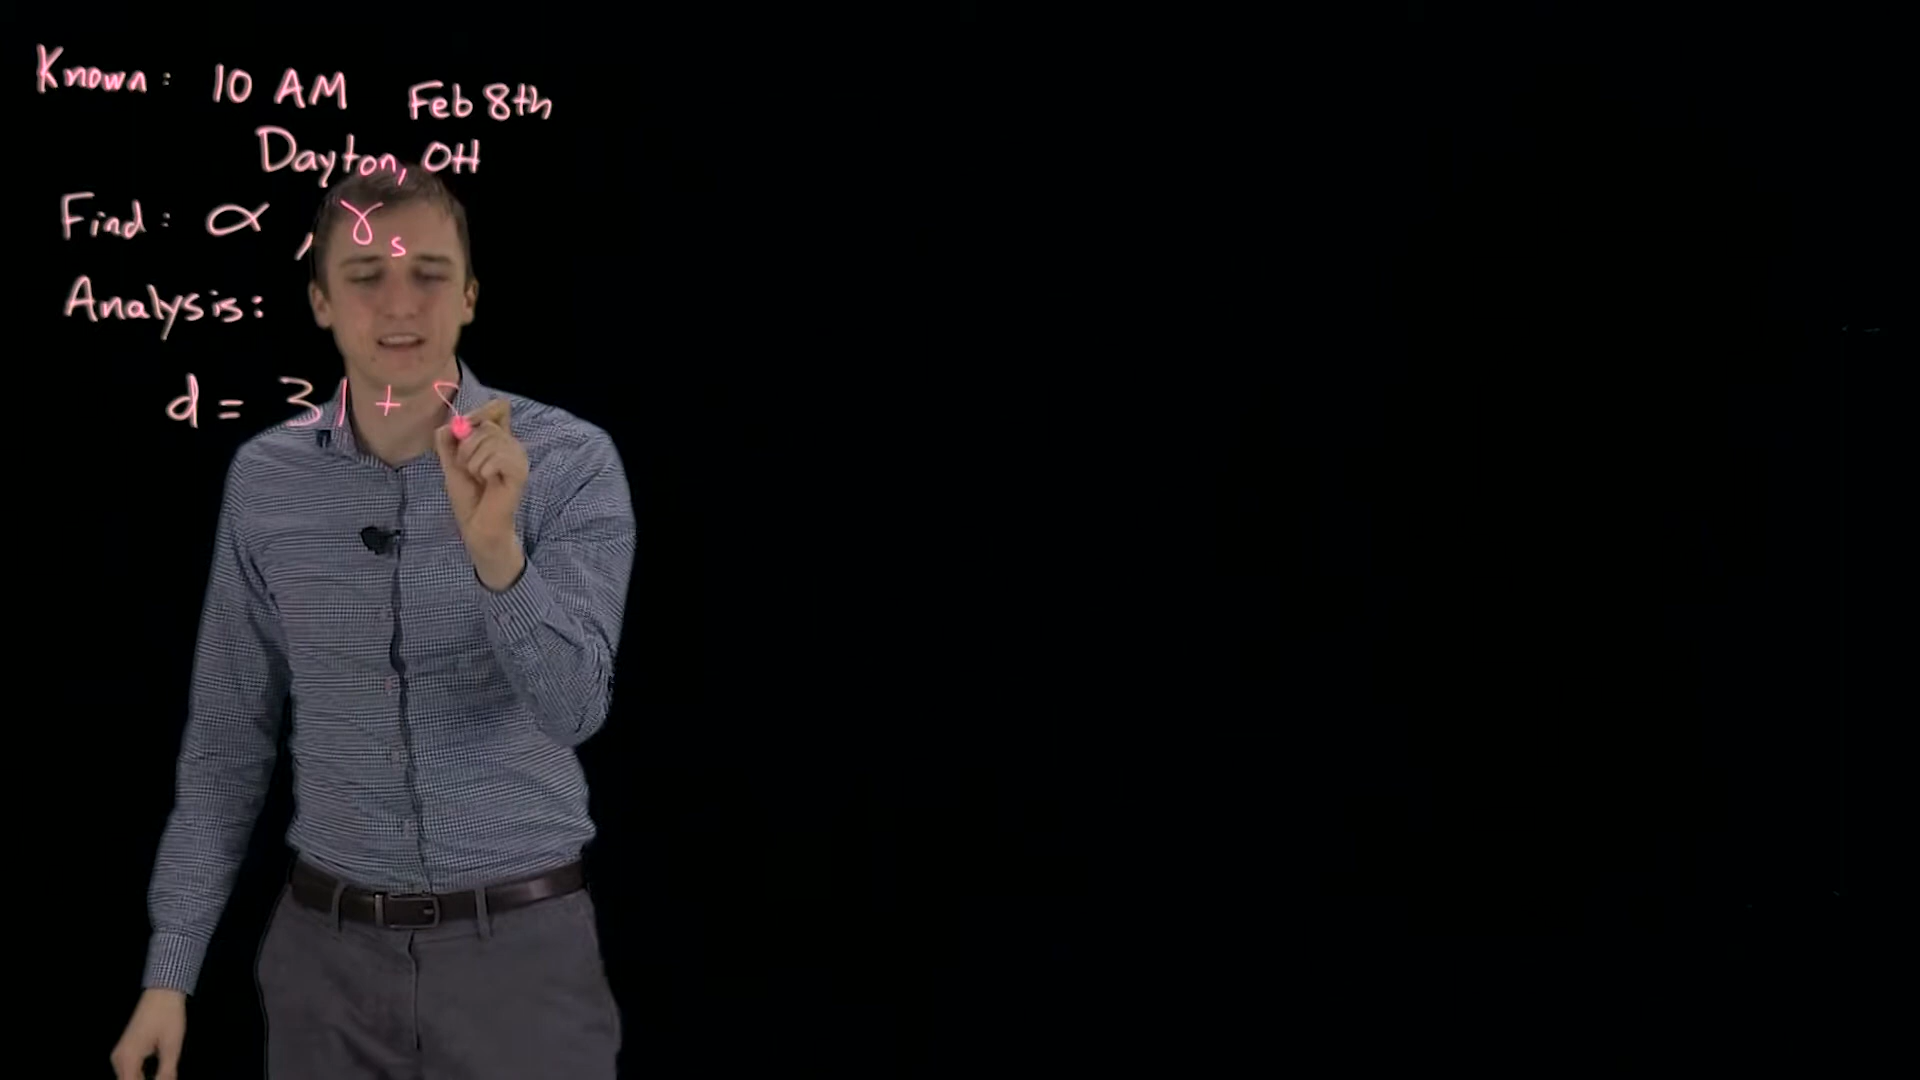 Known: 10 AM Feb 8th
Dayton, OH
Find: α, γs
Analysis:
d = 31 +